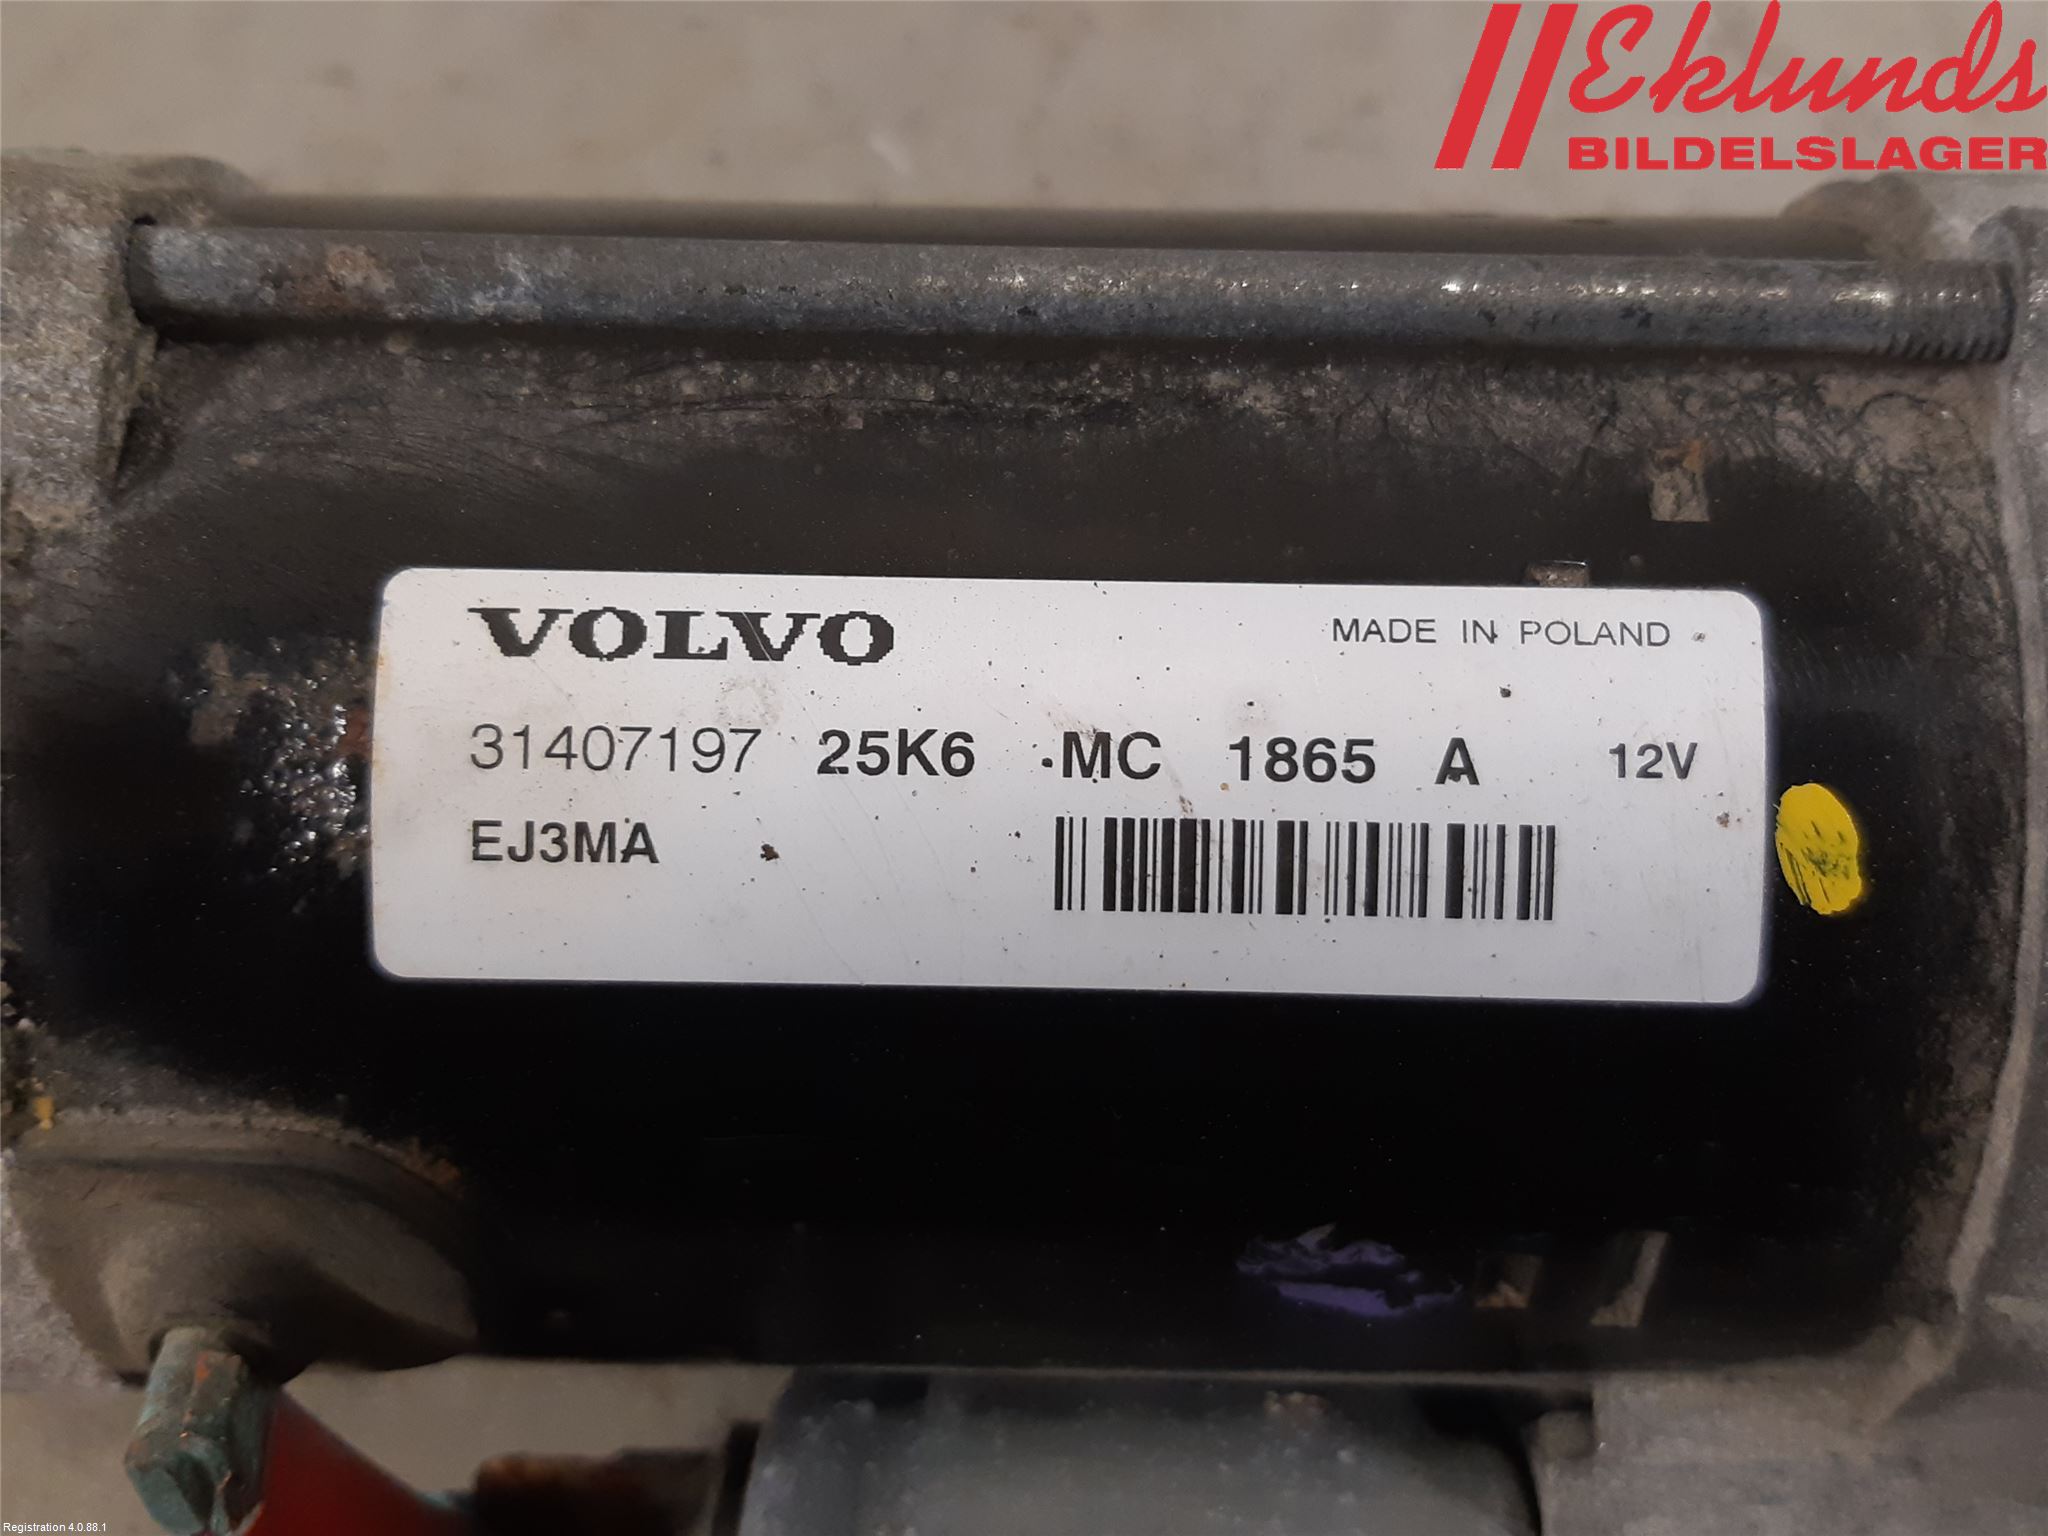 Eklunds
BILDELSLAGER
VOLVO MADE IN POLAND
31407197 25K6 MC 1865 A 12V
EJ3MA
Registration 4.0.88.1